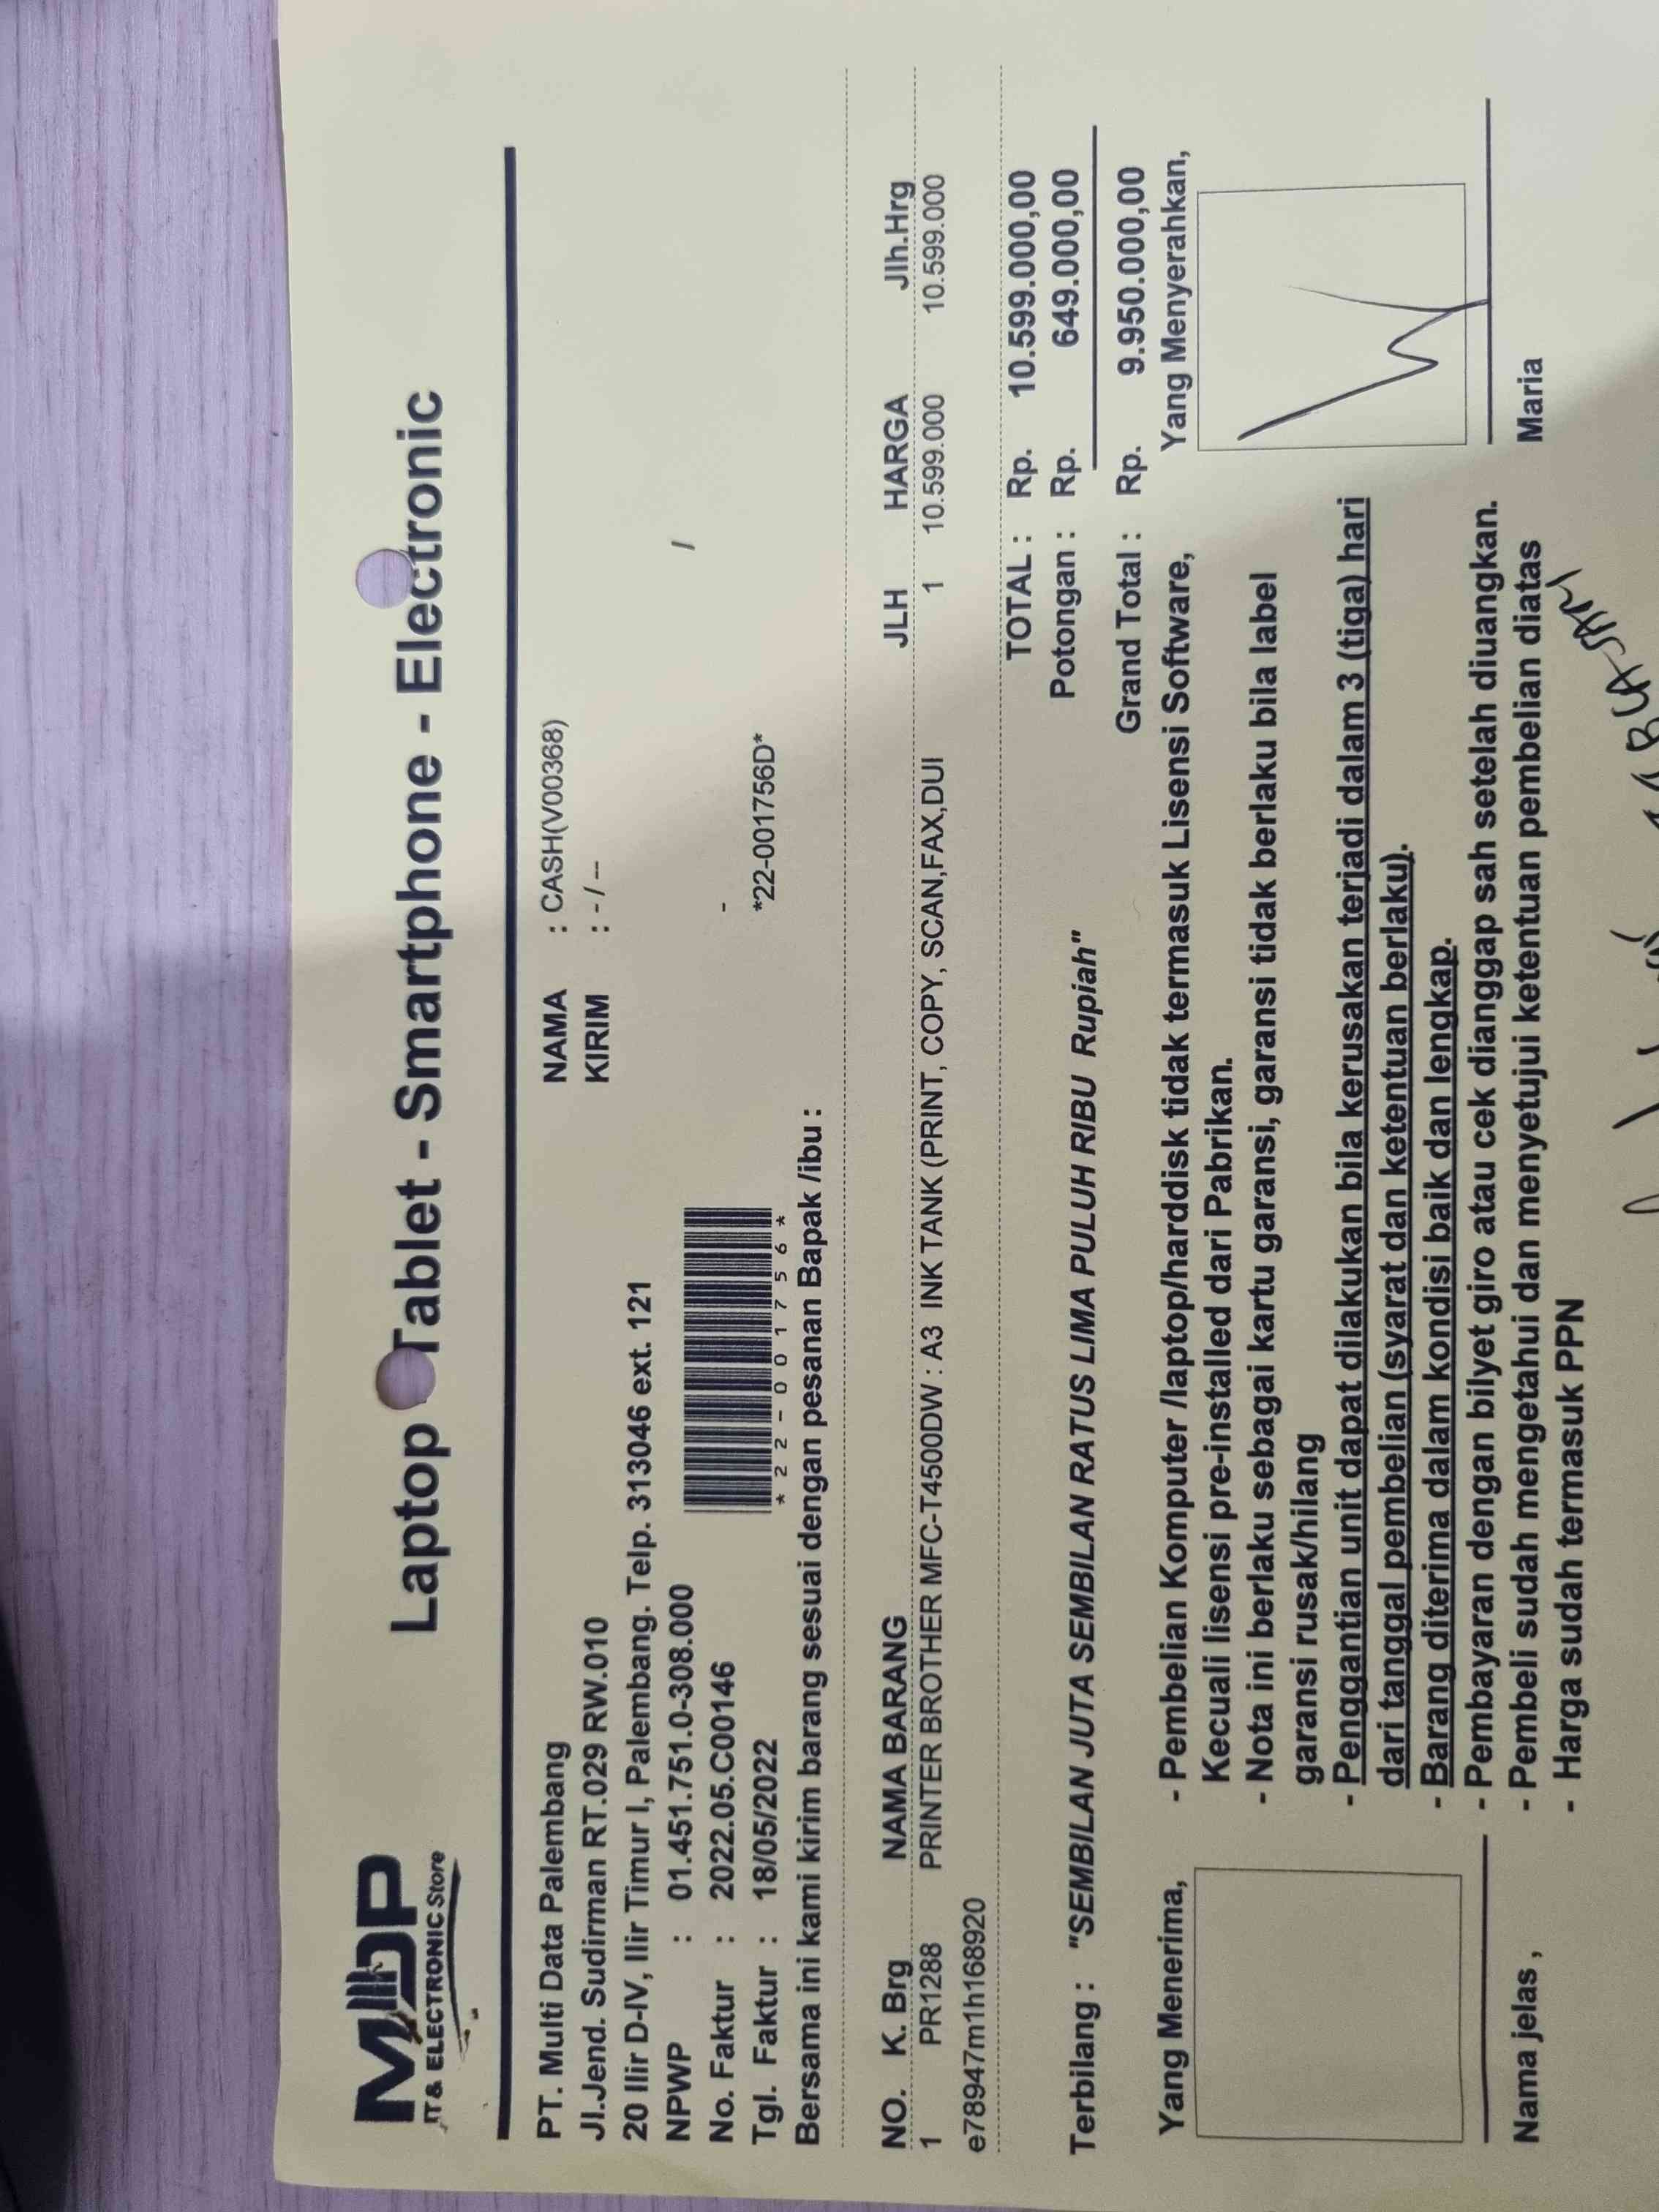 MDP
IT & ELECTRONIC Store
Laptop Tablet - Smartphone - Electronic
PT. Multi Data Palembang
Jl.Jend. Sudirman RT.029 RW.010
20 Ilir D-IV, Ilir Timur I, Palembang. Telp. 313046 ext. 121
NPWP : 01.451.751.0-308.000
No. Faktur : 2022.05.C00146
Tgl. Faktur : 18/05/2022
NAMA : CASH(V00368)
KIRIM : - / --
/
-
*22-001756*
*22-001756D*
Bersama ini kami kirim barang sesuai dengan pesanan Bapak /ibu :
NO. K. Brg NAMA BARANG JLH HARGA Jlh.Hrg
1 PR1288 PRINTER BROTHER MFC-T4500DW : A3 INK TANK (PRINT, COPY, SCAN,FAX,DUI 1 10.599.000 10.599.000
e78947m1h168920
TOTAL : Rp. 10.599.000,00
Potongan : Rp. 649.000,00
Terbilang : "SEMBILAN JUTA SEMBILAN RATUS LIMA PULUH RIBU Rupiah"
Grand Total : Rp. 9.950.000,00
Yang Menerima,
Nama jelas ,
- Pembelian Komputer /laptop/harddisk tidak termasuk Lisensi Software,
Kecuali lisensi pre-installed dari Pabrikan.
- Nota ini berlaku sebagai kartu garansi, garansi tidak berlaku bila label
garansi rusak/hilang
- Penggantian unit dapat dilakukan bila kerusakan terjadi dalam 3 (tiga) hari
dari tanggal pembelian (syarat dan ketentuan berlaku).
- Barang diterima dalam kondisi baik dan lengkap.
- Pembayaran dengan bilyet giro atau cek dianggap sah setelah diuangkan.
- Pembeli sudah mengetahui dan menyetujui ketentuan pembelian diatas
- Harga sudah termasuk PPN
Yang Menyerahkan,
Maria